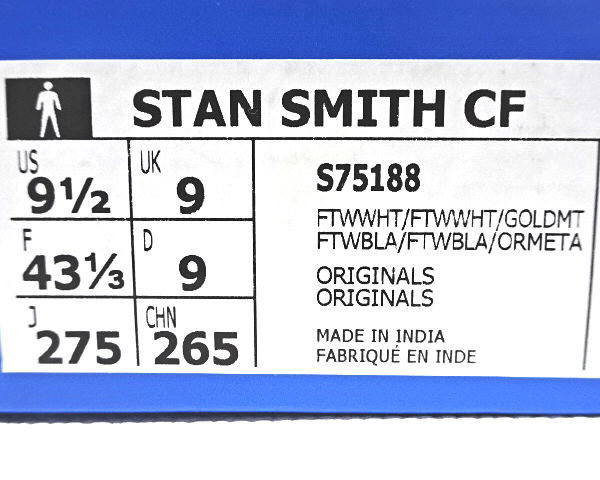 STAN SMITH CF
US 9½ UK 9
F 43⅓ D 9
J 275 CHN 265
S75188
FTWWHT/FTWWHT/GOLDMT
FTWBLA/FTWBLA/ORMETA
ORIGINALS
ORIGINALS
MADE IN INDIA
FABRIQUÉ EN INDE